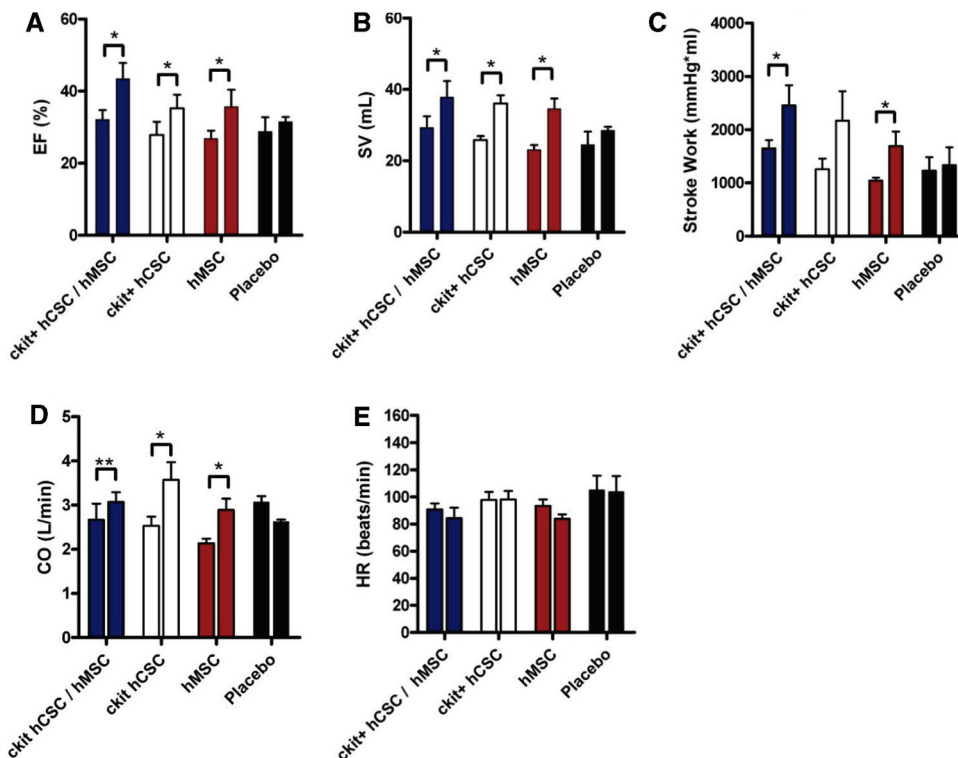 A
60
40
20
0
EF (%)
*
*
*
ckit+ hCSC / hMSC
ckit+ hCSC
hMSC
Placebo
B
60
40
20
0
SV (mL)
*
*
*
ckit+ hCSC / hMSC
ckit+ hCSC
hMSC
Placebo
C
4000
3000
2000
1000
0
Stroke Work (mmHg*ml)
*
*
ckit+ hCSC / hMSC
ckit+ hCSC
hMSC
Placebo
D
5
4
3
2
1
0
CO (L/min)
**
*
*
ckit hCSC / hMSC
ckit hCSC
hMSC
Placebo
E
160
140
120
100
80
60
40
20
0
HR (beats/min)
ckit+ hCSC / hMSC
ckit+ hCSC
hMSC
Placebo